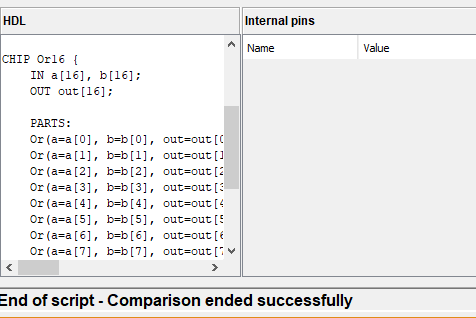 HDL
Internal pins
Name Value
CHIP Or16 {
IN a[16], b[16];
OUT out[16];
PARTS:
Or(a=a[0], b=b[0], out=out[0
Or(a=a[1], b=b[1], out=out[1
Or(a=a[2], b=b[2], out=out[2
Or(a=a[3], b=b[3], out=out[3
Or(a=a[4], b=b[4], out=out[4
Or(a=a[5], b=b[5], out=out[5
Or(a=a[6], b=b[6], out=out[6
Or(a=a[7], b=b[7], out=out[7
End of script - Comparison ended successfully